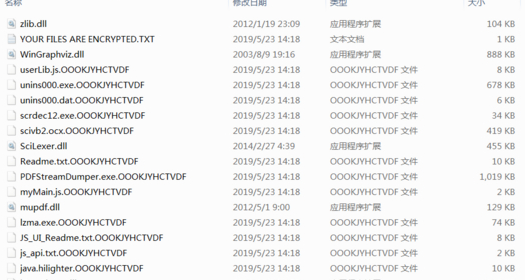 名称 修改日期 类型 大小
zlib.dll 2012/1/19 23:09 应用程序扩展 104 KB
YOUR FILES ARE ENCRYPTED.TXT 2019/5/23 14:18 文本文档 1 KB
WinGraphviz.dll 2003/8/9 19:16 应用程序扩展 888 KB
userLib.js.OOOKJYHCTVDF 2019/5/23 14:18 OOOKJYHCTVDF 文件 8 KB
unins000.exe.OOOKJYHCTVDF 2019/5/23 14:18 OOOKJYHCTVDF 文件 678 KB
unins000.dat.OOOKJYHCTVDF 2019/5/23 14:18 OOOKJYHCTVDF 文件 6 KB
scrdec12.exe.OOOKJYHCTVDF 2019/5/23 14:18 OOOKJYHCTVDF 文件 34 KB
scivb2.ocx.OOOKJYHCTVDF 2019/5/23 14:18 OOOKJYHCTVDF 文件 419 KB
SciLexer.dll 2014/2/27 4:39 应用程序扩展 455 KB
Readme.txt.OOOKJYHCTVDF 2019/5/23 14:18 OOOKJYHCTVDF 文件 10 KB
PDFStreamDumper.exe.OOOKJYHCTVDF 2019/5/23 14:18 OOOKJYHCTVDF 文件 1,019 KB
myMain.js.OOOKJYHCTVDF 2019/5/23 14:18 OOOKJYHCTVDF 文件 2 KB
mupdf.dll 2012/5/1 9:00 应用程序扩展 129 KB
lzma.exe.OOOKJYHCTVDF 2019/5/23 14:18 OOOKJYHCTVDF 文件 74 KB
JS_UI_Readme.txt.OOOKJYHCTVDF 2019/5/23 14:18 OOOKJYHCTVDF 文件 8 KB
js_api.txt.OOOKJYHCTVDF 2019/5/23 14:18 OOOKJYHCTVDF 文件 2 KB
java.hilighter.OOOKJYHCTVDF 2019/5/23 14:18 OOOKJYHCTVDF 文件 10 KB